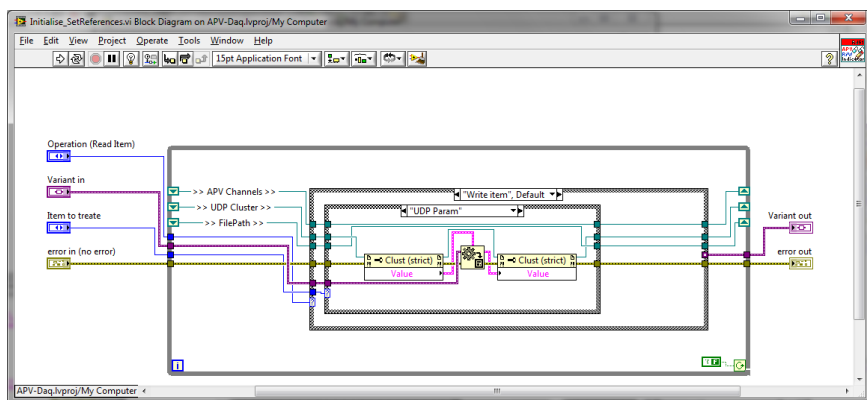 Initialise_SetReferences.vi Block Diagram on APV-Daq.lvproj/My Computer
File Edit View Project Operate Tools Window Help
15pt Application Font
Operation (Read Item)
Variant in
Item to treate
error in (no error)
>> APV Channels >>
>> UDP Cluster >>
>> FilePath >>
"Write item", Default
"UDP Param"
Clust (strict)
Value
Clust (strict)
Value
Variant out
error out
i
T F
APV-Daq.lvproj/My Computer